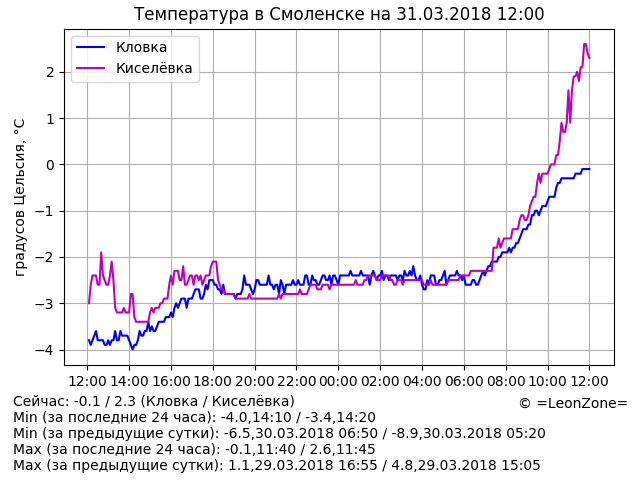 Температура в Смоленске на 31.03.2018 12:00
Кловка
Киселёвка
градусов Цельсия, °C
2
1
0
−1
−2
−3
−4
12:00 14:00 16:00 18:00 20:00 22:00 00:00 02:00 04:00 06:00 08:00 10:00 12:00
Сейчас: -0.1 / 2.3 (Кловка / Киселёвка)
© =LeonZone=
Min (за последние 24 часа): -4.0,14:10 / -3.4,14:20
Min (за предыдущие сутки): -6.5,30.03.2018 06:50 / -8.9,30.03.2018 05:20
Max (за последние 24 часа): -0.1,11:40 / 2.6,11:45
Max (за предыдущие сутки): 1.1,29.03.2018 16:55 / 4.8,29.03.2018 15:05